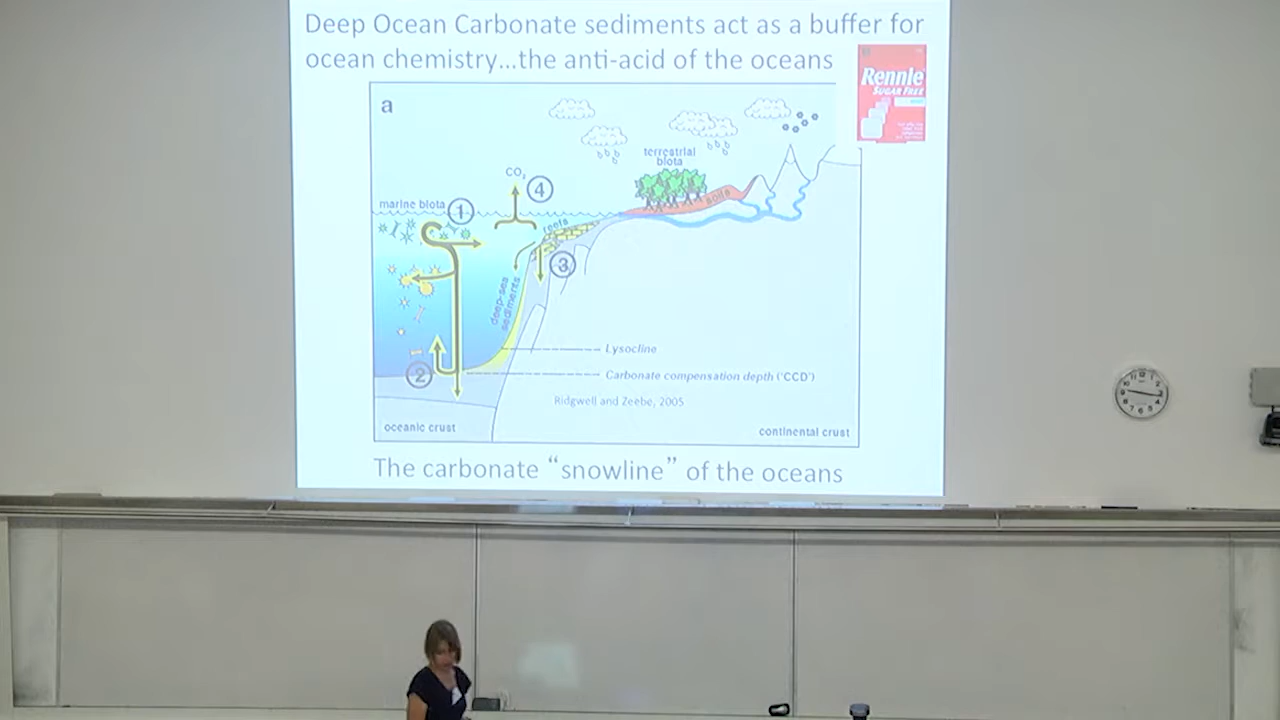 Deep Ocean Carbonate sediments act as a buffer for
ocean chemistry...the anti-acid of the oceans
Rennie
SUGAR FREE
a
terrestrial
biota
CO2
4
marine biota
1
soils
reefs
3
deep-sea
sediments
Lysocline
2
Carbonate compensation depth ('CCD')
Ridgwell and Zeebe, 2005
oceanic crust
continental crust
The carbonate “snowline” of the oceans